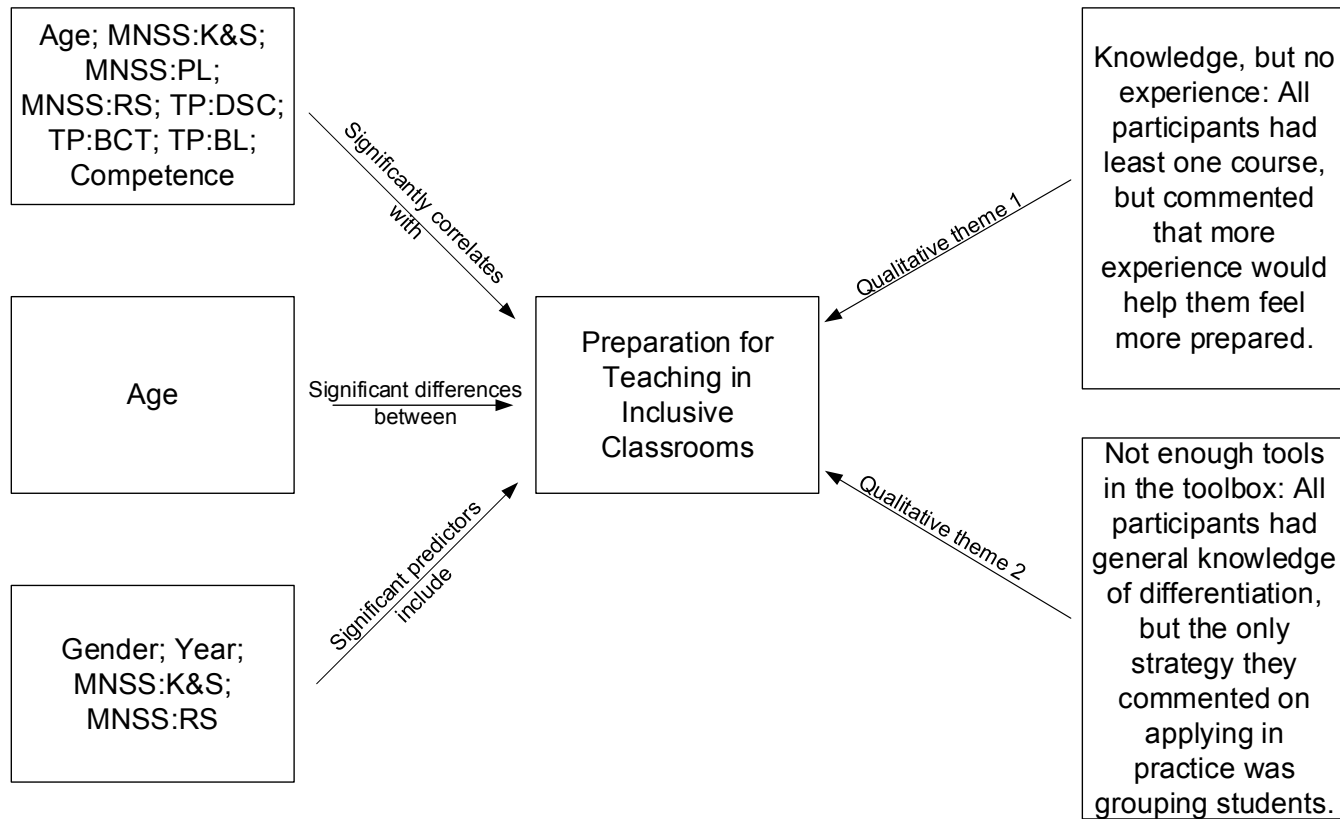 Age; MNSS:K&S;
MNSS:PL;
MNSS:RS; TP:DSC;
TP:BCT; TP:BL;
Competence
Significantly correlates
with
Age
Significant differences
between
Gender; Year;
MNSS:K&S;
MNSS:RS
Significant predictors
include
Preparation for
Teaching in
Inclusive
Classrooms
Qualitative theme 1
Knowledge, but no
experience: All
participants had
least one course,
but commented
that more
experience would
help them feel
more prepared.
Qualitative theme 2
Not enough tools
in the toolbox: All
participants had
general knowledge
of differentiation,
but the only
strategy they
commented on
applying in
practice was
grouping students.